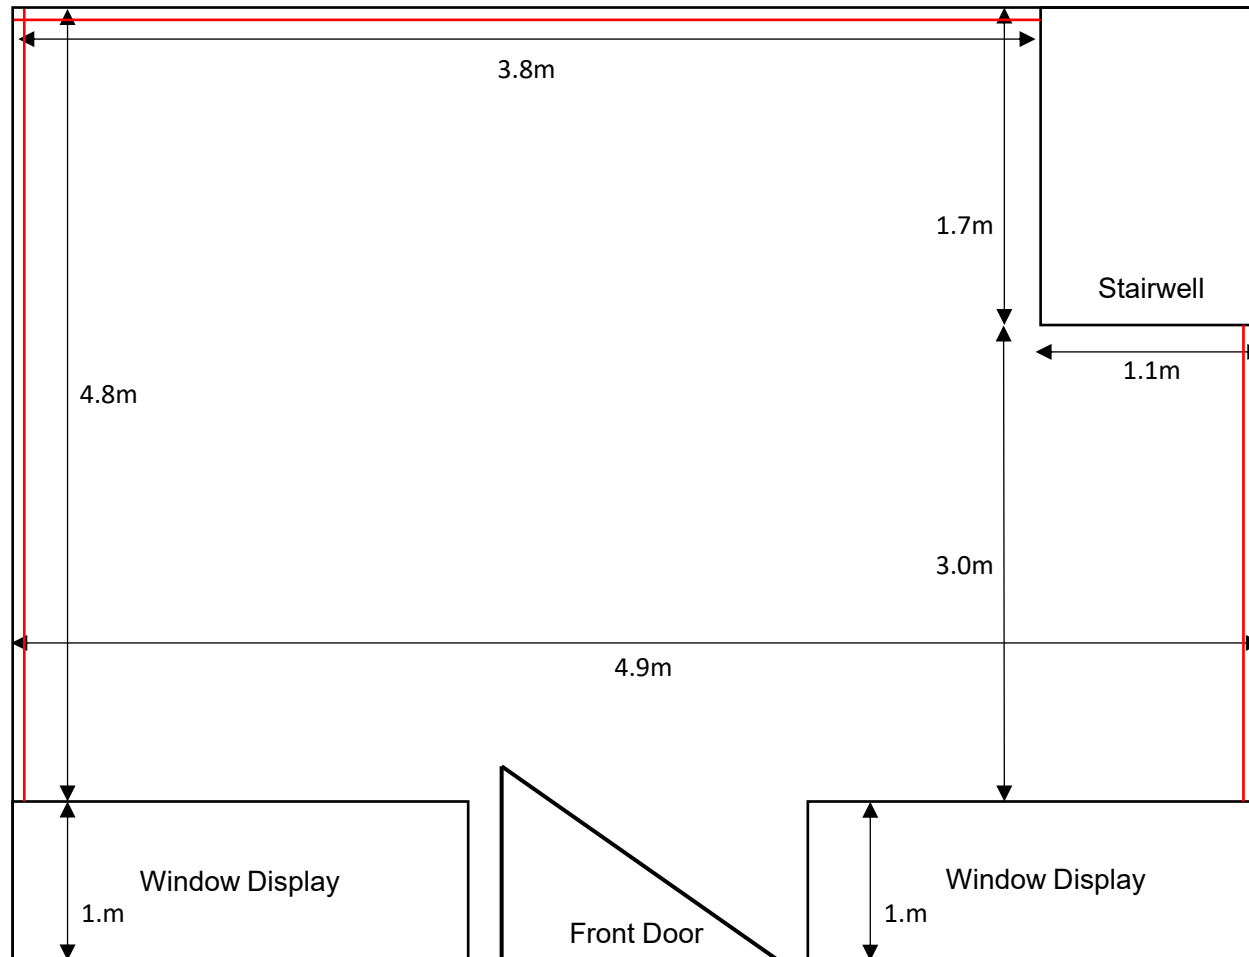 3.8m
1.7m
Stairwell
1.1m
4.8m
3.0m
4.9m
Window Display
Window Display
1.m
1.m
Front Door